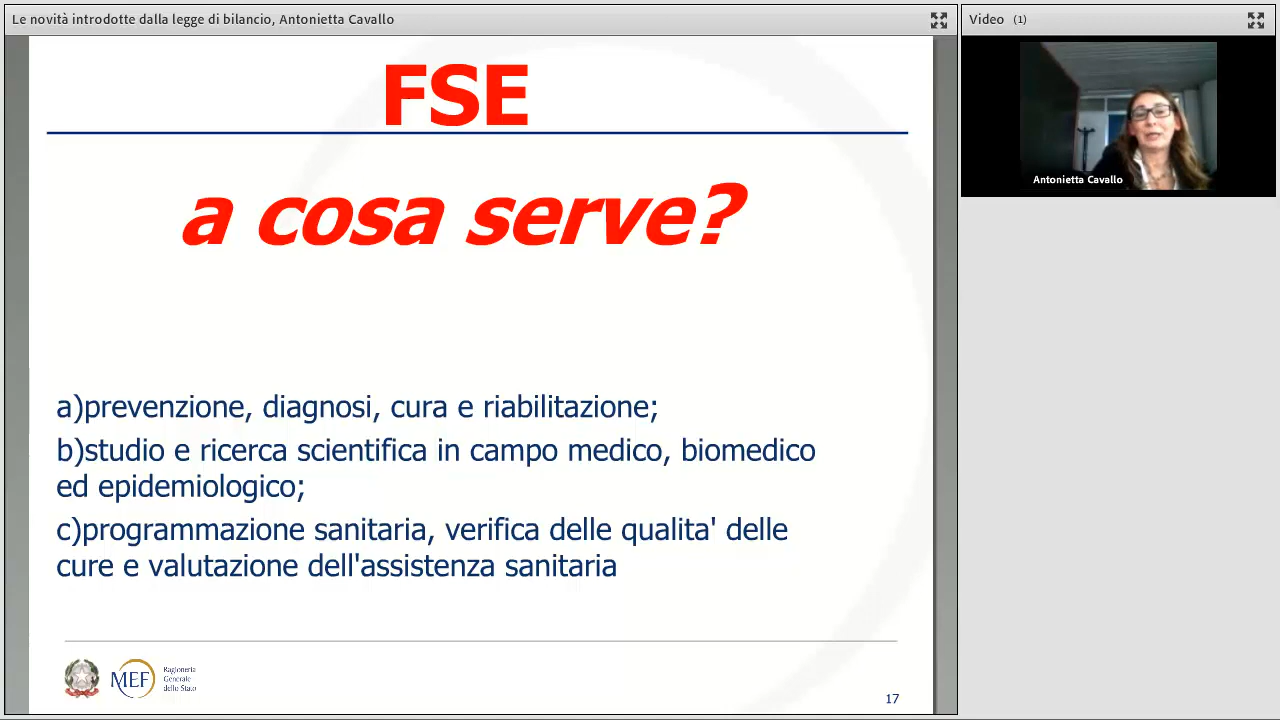 Le novità introdotte dalla legge di bilancio, Antonietta Cavallo
Video (1)
FSE
a cosa serve?
a)prevenzione, diagnosi, cura e riabilitazione;
b)studio e ricerca scientifica in campo medico, biomedico
ed epidemiologico;
c)programmazione sanitaria, verifica delle qualita' delle
cure e valutazione dell'assistenza sanitaria
MEF
Ragioneria
Generale
dello Stato
17
Antonietta Cavallo